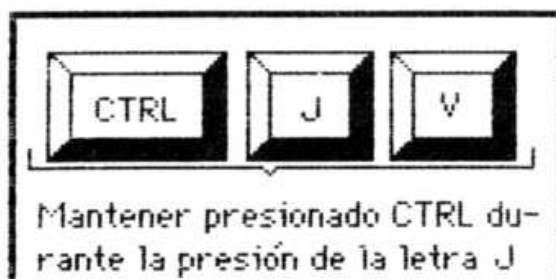 CTRL J V
Mantener presionado CTRL du-
rante la presión de la letra J